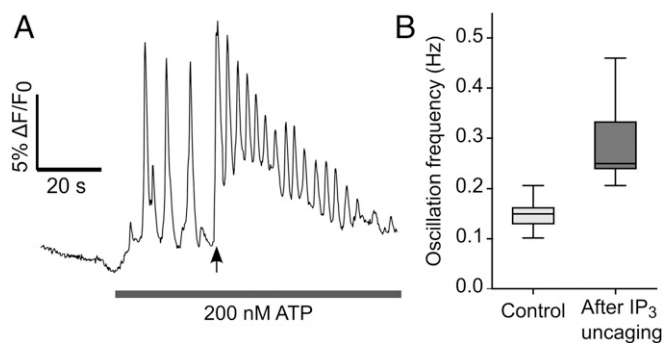 A
5% ΔF/F0
20 s
200 nM ATP
B
Oscillation frequency (Hz)
0.5
0.4
0.3
0.2
0.1
0.0
Control
After IP₃
uncaging